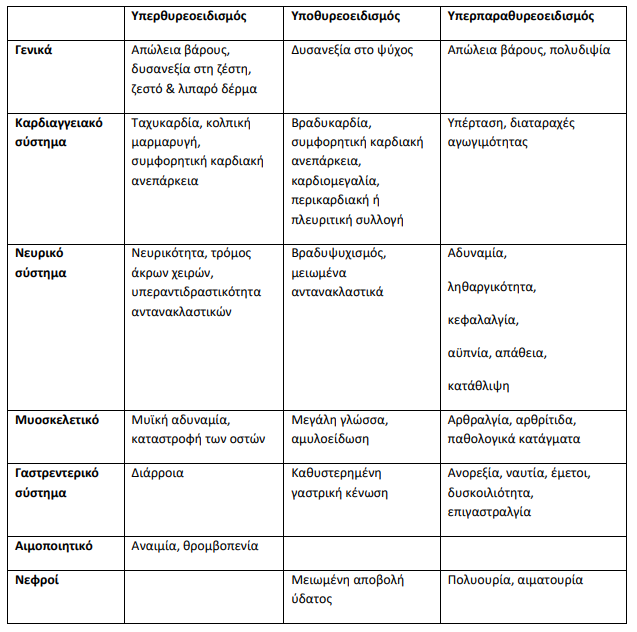 Υπερθυρεοειδισμός
Υποθυρεοειδισμός
Υπερπαραθυρεοειδισμός
Γενικά
Απώλεια βάρους,
δυσανεξία στη ζέστη,
ζεστό & λιπαρό δέρμα
Δυσανεξία στο ψύχος
Απώλεια βάρους, πολυδιψία
Καρδιαγγειακό
σύστημα
Ταχυκαρδία, κολπική
μαρμαρυγή,
συμφορητική καρδιακή
ανεπάρκεια
Βραδυκαρδία,
συμφορητική καρδιακή
ανεπάρκεια,
καρδιομεγαλία,
περικαρδιακή ή
πλευριτική συλλογή
Υπέρταση, διαταραχές
αγωγιμότητας
Νευρικό
σύστημα
Νευρικότητα, τρόμος
άκρων χειρών,
υπεραντιδραστικότητα
αντανακλαστικών
Βραδυψυχισμός,
μειωμένα
αντανακλαστικά
Αδυναμία,
ληθαργικότητα,
κεφαλαλγία,
αϋπνία, απάθεια,
κατάθλιψη
Μυοσκελετικό
Μυϊκή αδυναμία,
καταστροφή των οστών
Μεγάλη γλώσσα,
αμυλοείδωση
Αρθραλγία, αρθρίτιδα,
παθολογικά κατάγματα
Γαστρεντερικό
σύστημα
Διάρροια
Καθυστερημένη
γαστρική κένωση
Ανορεξία, ναυτία, έμετοι,
δυσκοιλιότητα,
επιγαστραλγία
Αιμοποιητικό
Αναιμία, θρομβοπενία
Νεφροί
Μειωμένη αποβολή
ύδατος
Πολυουρία, αιματουρία